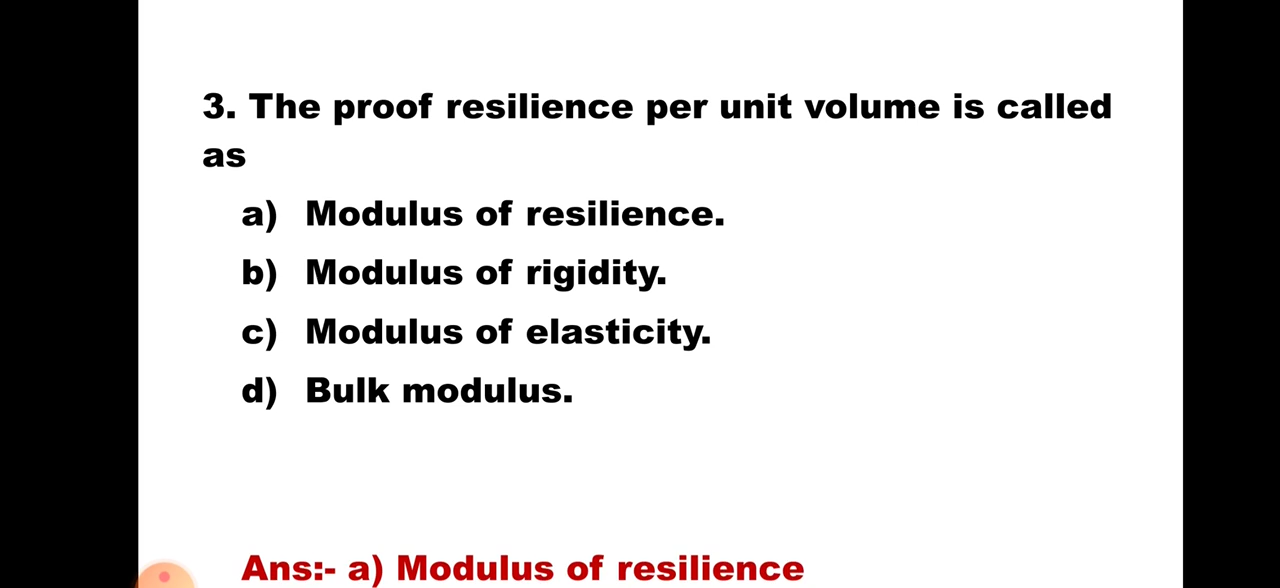 3. The proof resilience per unit volume is called
as
a) Modulus of resilience.
b) Modulus of rigidity.
c) Modulus of elasticity.
d) Bulk modulus.
Ans:- a) Modulus of resilience